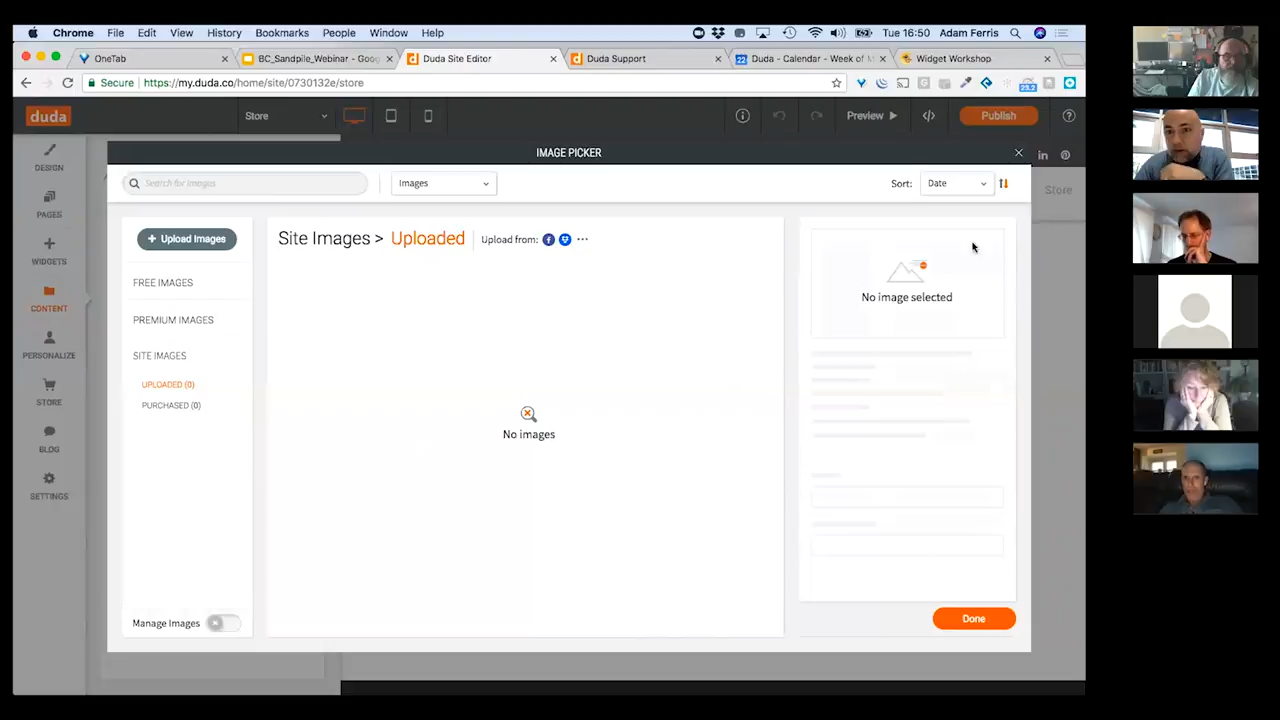 Chrome File Edit View History Bookmarks People Window Help Tue 16:50 Adam Ferris
OneTab BC_Sandpile_Webinar - Goog Duda Site Editor Duda Support Duda - Calendar - Week of M Widget Workshop
Secure https://my.duda.co/home/site/0730132e/store
duda Store Preview Publish
IMAGE PICKER
Search for images Images Sort: Date
Store
DESIGN
PAGES
WIDGETS
CONTENT
PERSONALIZE
STORE
BLOG
SETTINGS
+ Upload Images
FREE IMAGES
PREMIUM IMAGES
SITE IMAGES
UPLOADED (0)
PURCHASED (0)
Manage Images
Site Images > Uploaded Upload from:
No images
No image selected
Done